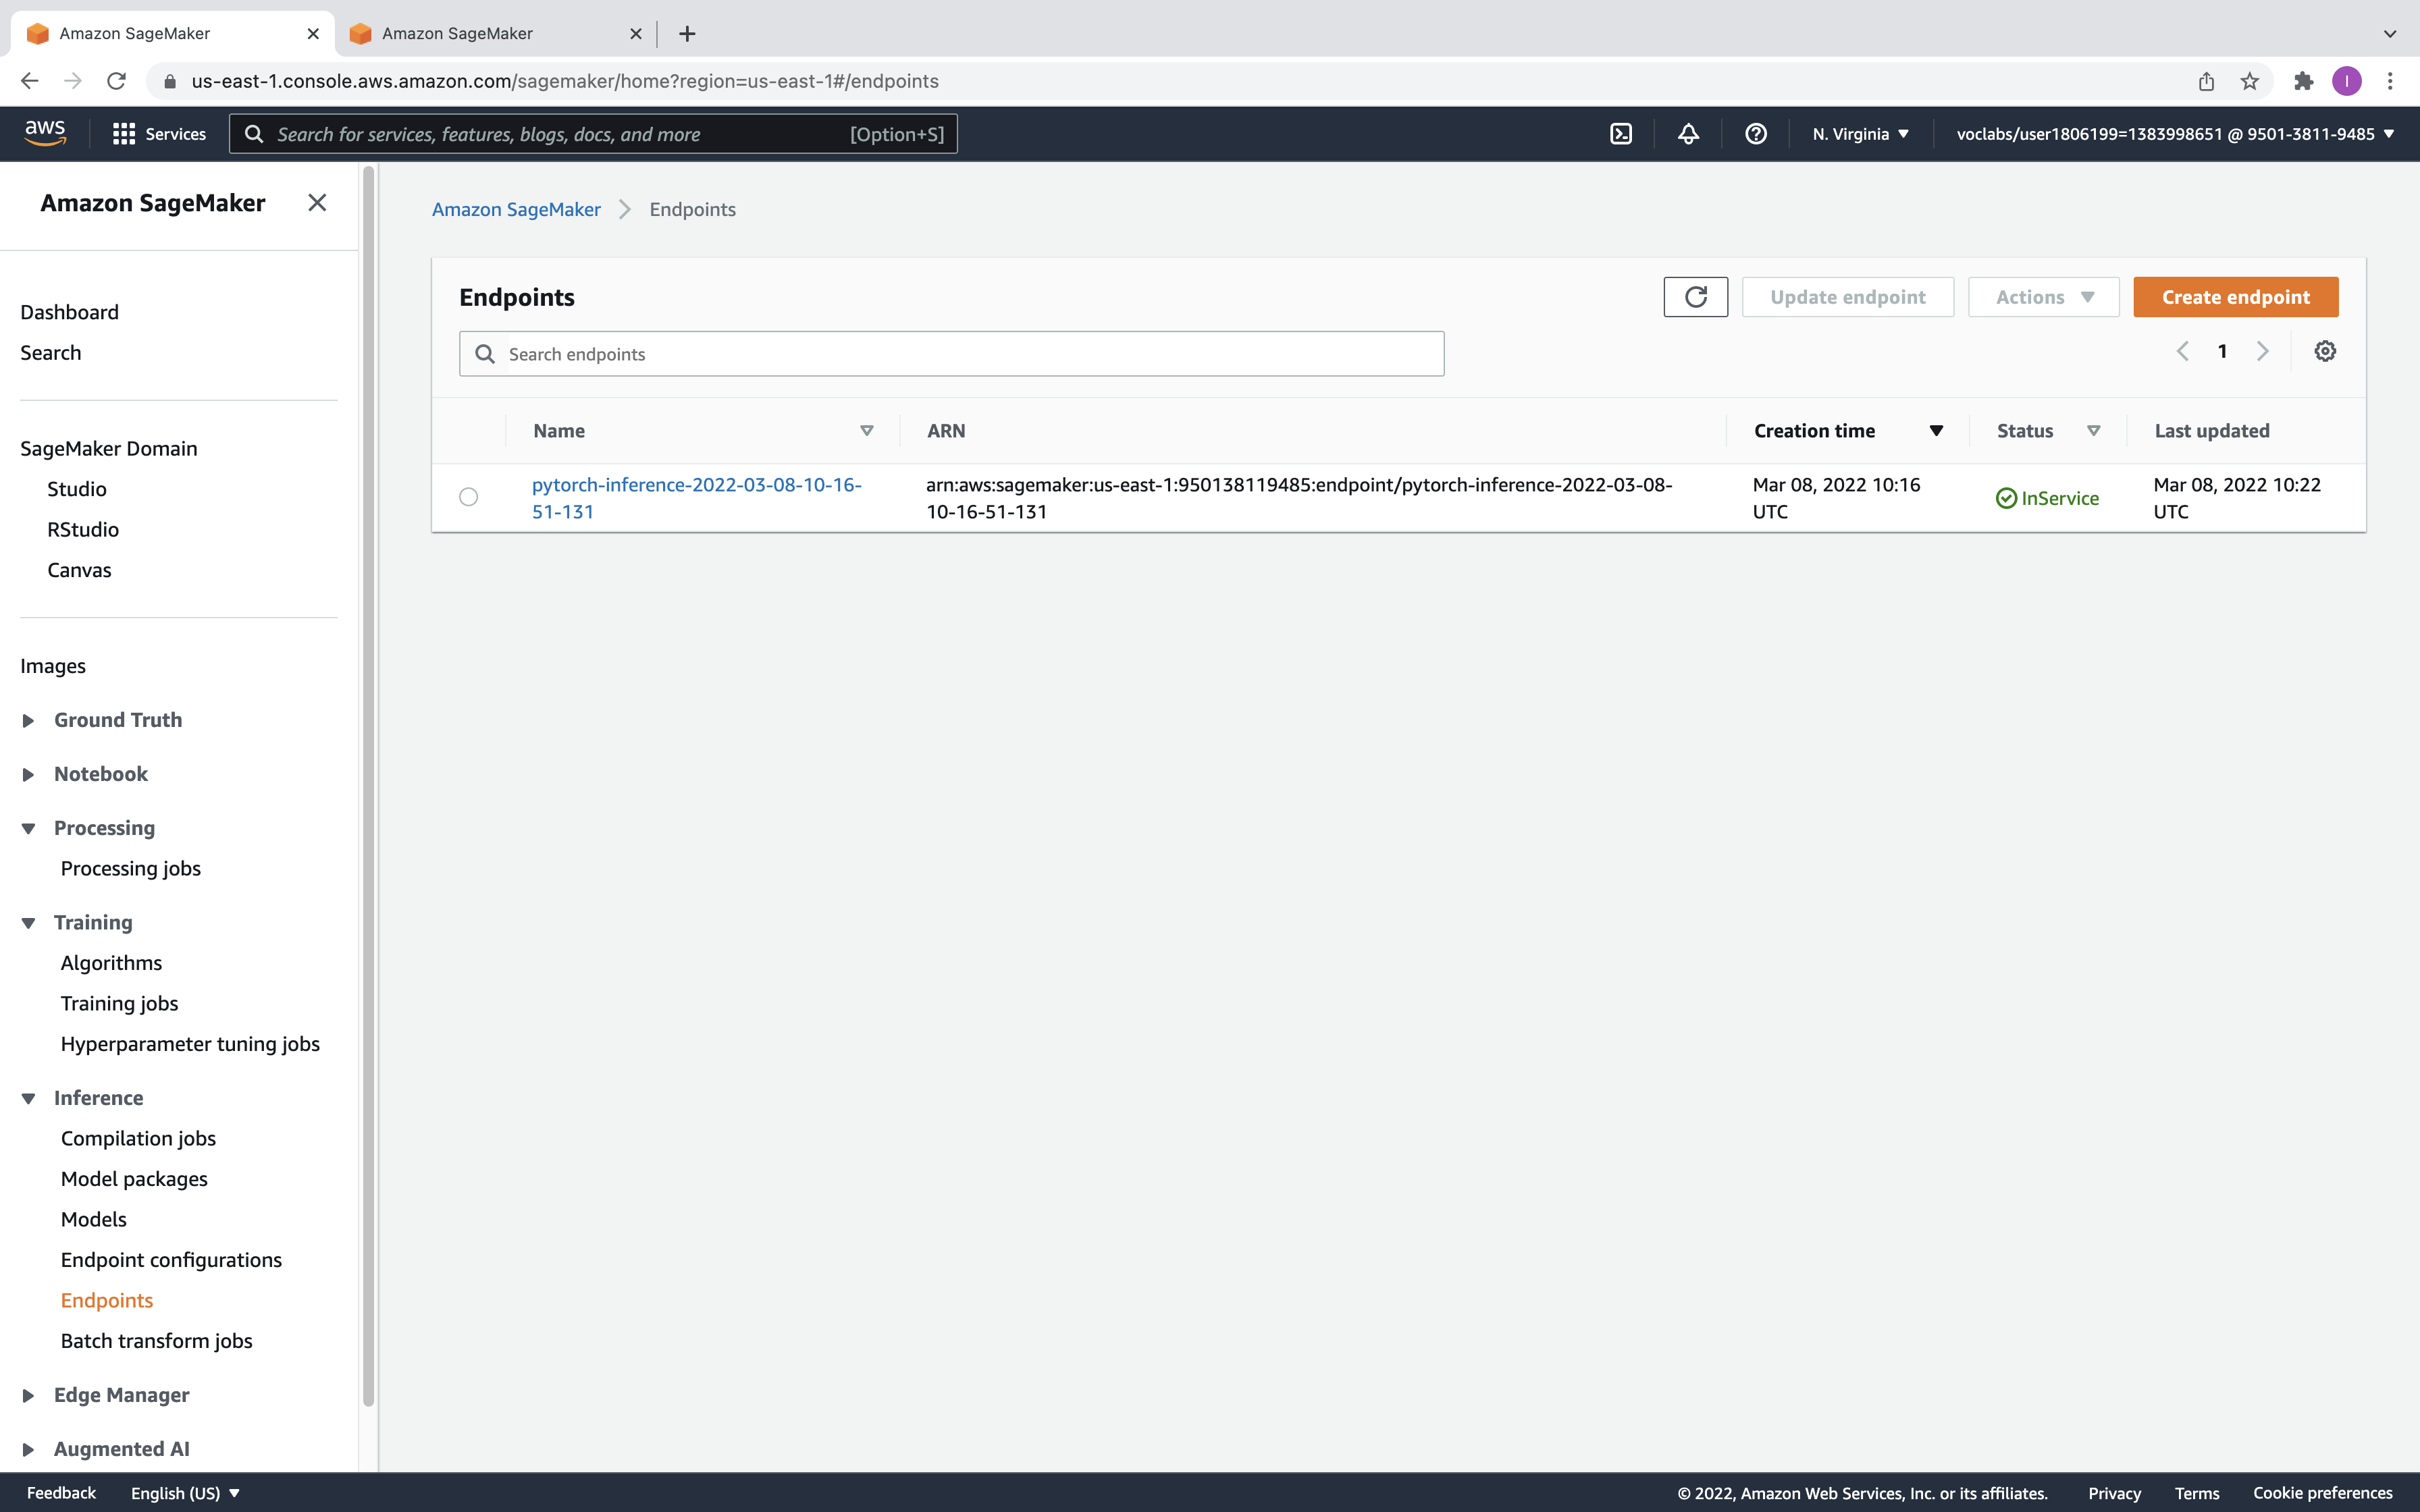 Amazon SageMaker
Amazon SageMaker
us-east-1.console.aws.amazon.com/sagemaker/home?region=us-east-1#/endpoints
I
aws
Services
Search for services, features, blogs, docs, and more
[Option+S]
N. Virginia
voclabs/user1806199=1383998651 @ 9501-3811-9485
Amazon SageMaker
Dashboard
Search
SageMaker Domain
Studio
RStudio
Canvas
Images
Ground Truth
Notebook
Processing
Processing jobs
Training
Algorithms
Training jobs
Hyperparameter tuning jobs
Inference
Compilation jobs
Model packages
Models
Endpoint configurations
Endpoints
Batch transform jobs
Edge Manager
Augmented AI
Amazon SageMaker
Endpoints
Endpoints
Update endpoint
Actions
Create endpoint
Search endpoints
1
Name
ARN
Creation time
Status
Last updated
pytorch-inference-2022-03-08-10-16-
51-131
arn:aws:sagemaker:us-east-1:950138119485:endpoint/pytorch-inference-2022-03-08-
10-16-51-131
Mar 08, 2022 10:16
UTC
InService
Mar 08, 2022 10:22
UTC
Feedback
English (US)
© 2022, Amazon Web Services, Inc. or its affiliates.
Privacy
Terms
Cookie preferences